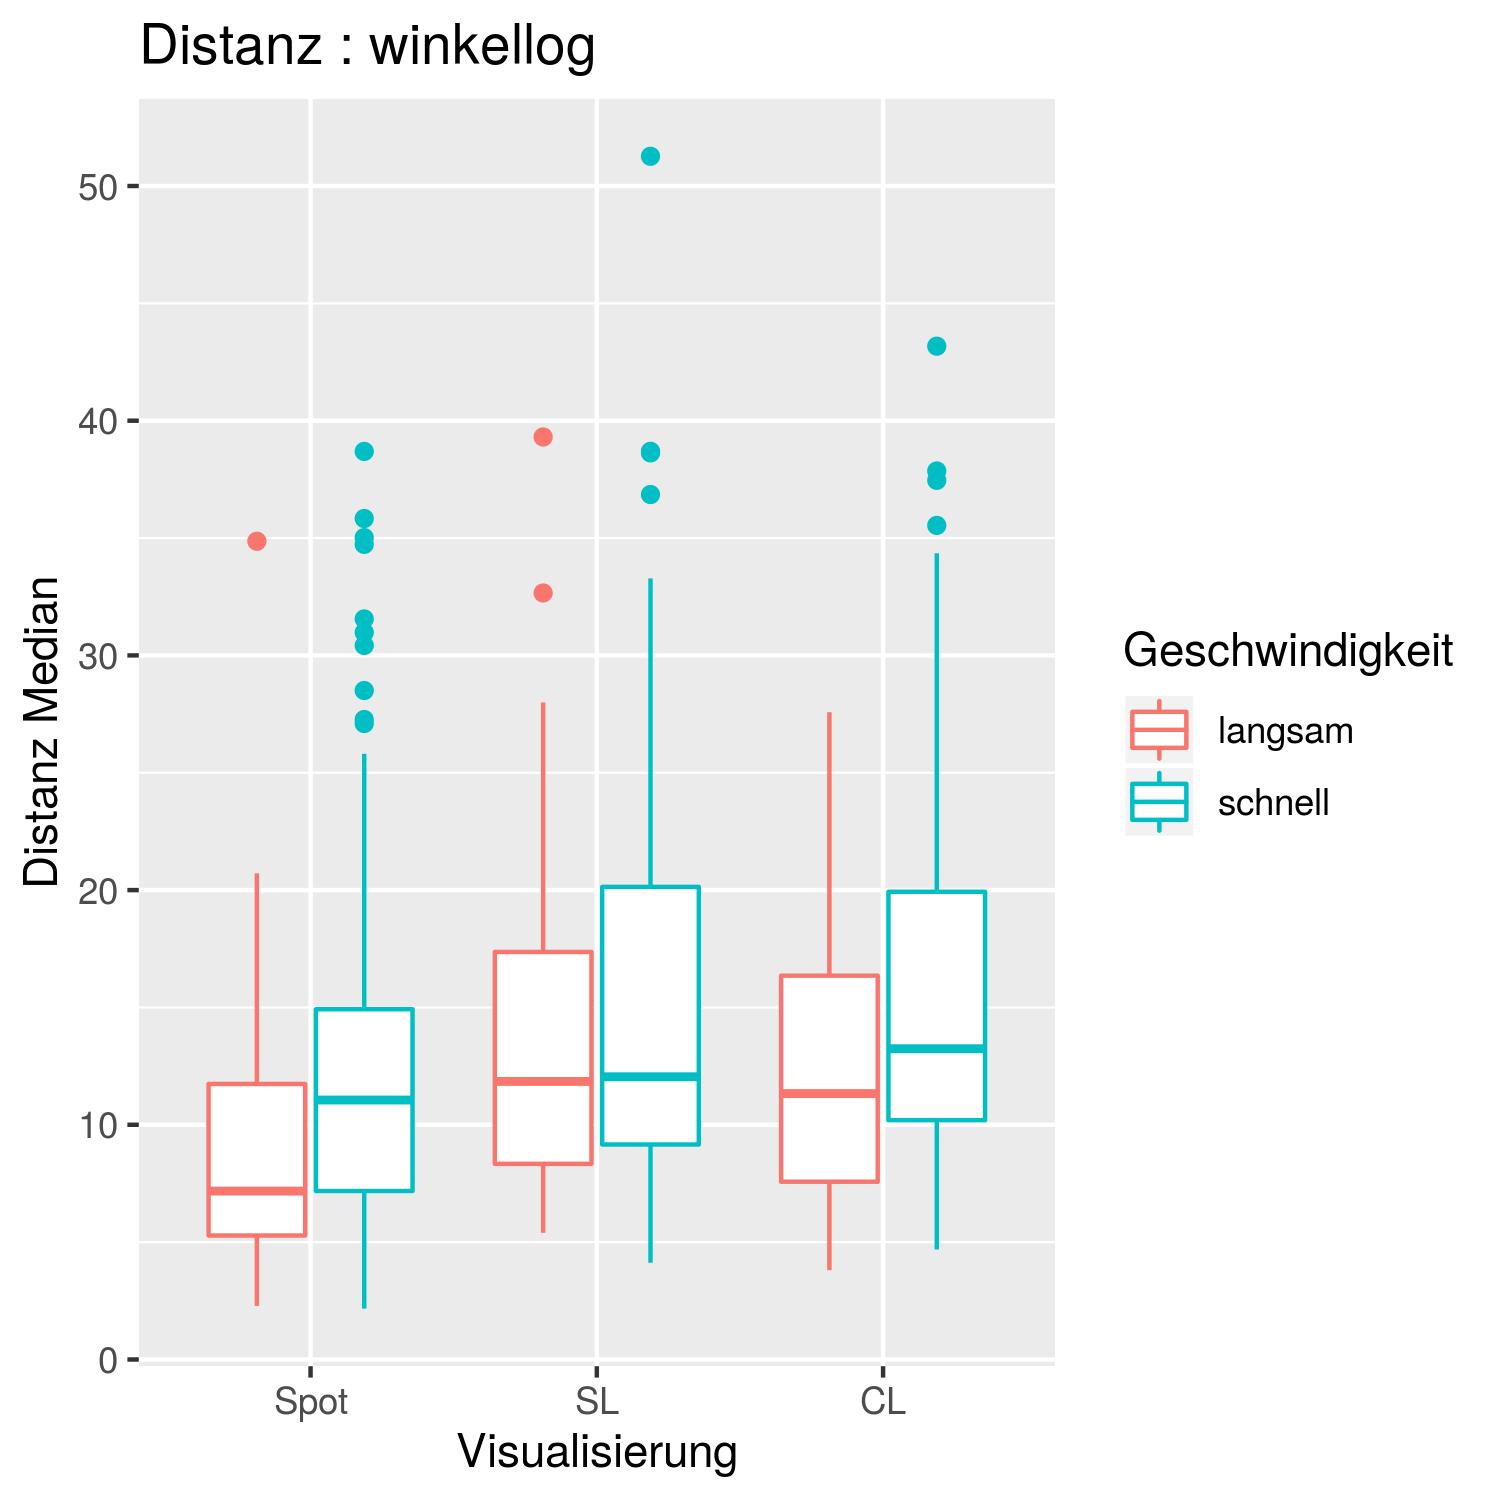 Distanz : winkellog
Distanz Median
50
40
30
20
10
0
Spot SL CL
Visualisierung
Geschwindigkeit
langsam
schnell